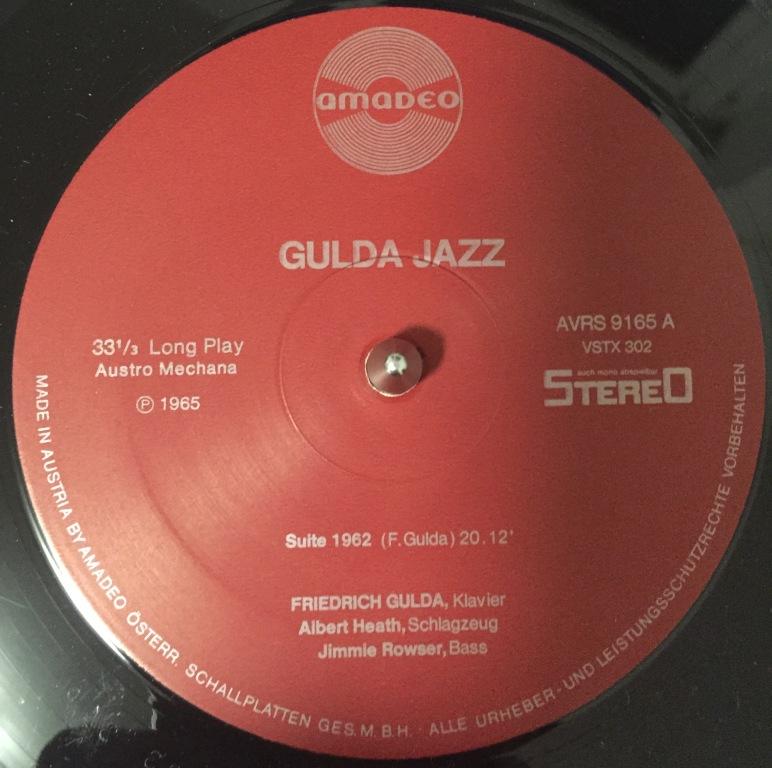 amaDEO
GULDA JAZZ
33¹/₃ Long Play
Austro Mechana
℗ 1965
AVRS 9165 A
VSTX 302
auch mono abspielbar
STEREO
Suite 1962 (F.Gulda) 20.12'
FRIEDRICH GULDA, Klavier
Albert Heath, Schlagzeug
Jimmie Rowser, Bass
MADE IN AUSTRIA BY AMADEO ÖSTERR. SCHALLPLATTEN GES.M.B.H. · ALLE URHEBER- UND LEISTUNGSSCHUTZRECHTE VORBEHALTEN